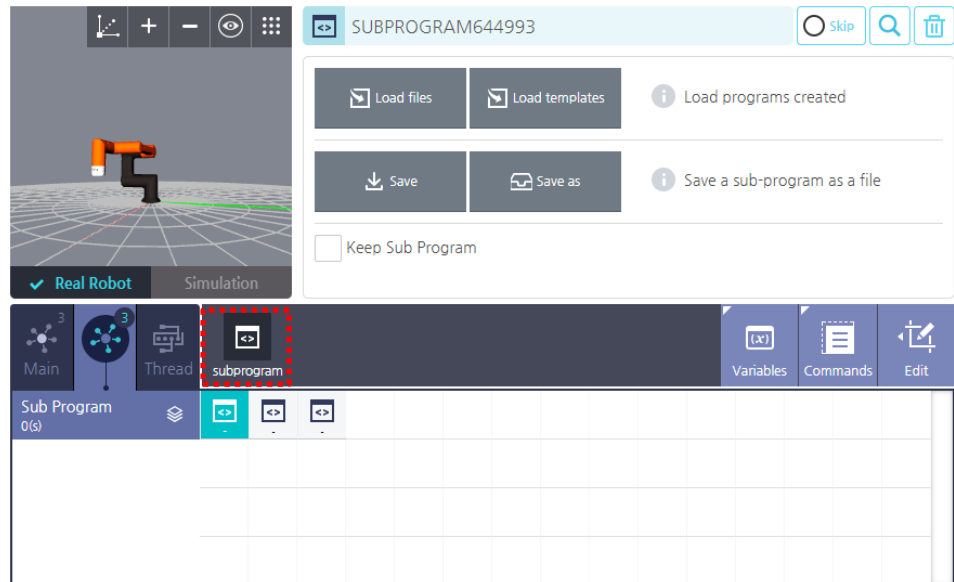 SUBPROGRAM644993
Skip
Load files
Load templates
Load programs created
Save
Save as
Save a sub-program as a file
Keep Sub Program
Real Robot
Simulation
3
3
Main
Thread
subprogram
(x)
Variables
Commands
Edit
Sub Program
0(s)
-
-
-